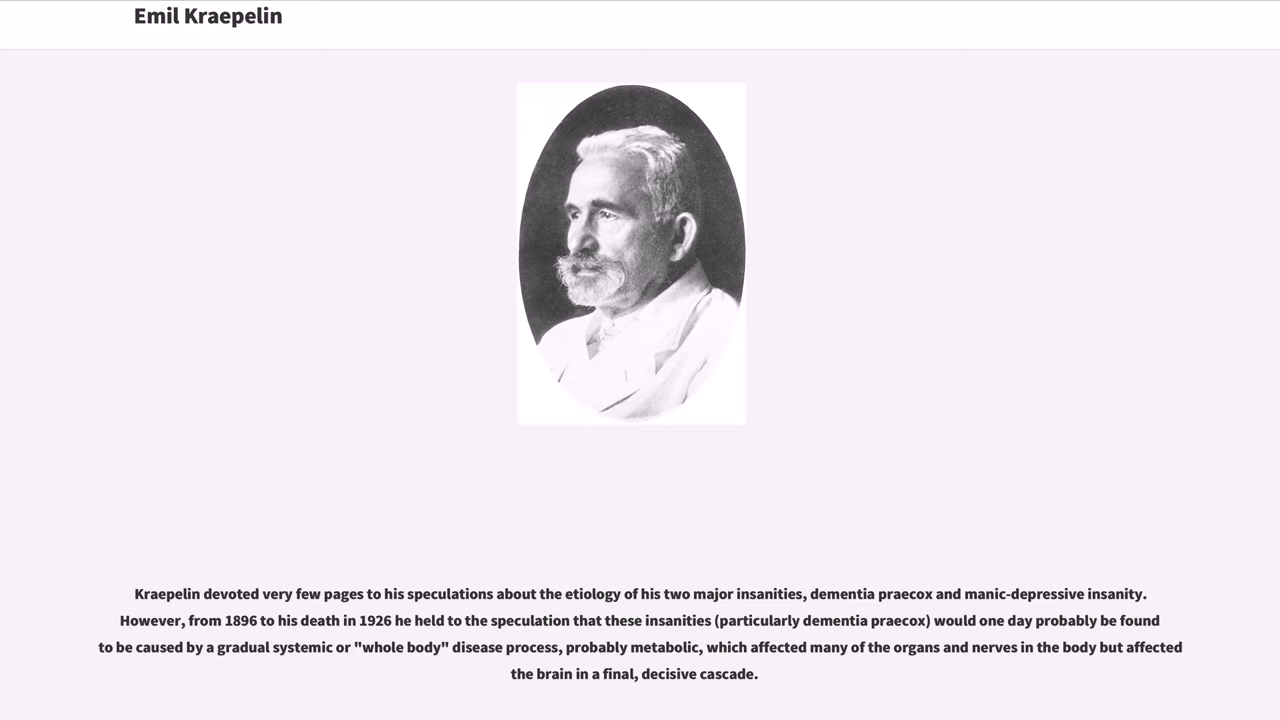 Emil Kraepelin
Kraepelin devoted very few pages to his speculations about the etiology of his two major insanities, dementia praecox and manic-depressive insanity.
However, from 1896 to his death in 1926 he held to the speculation that these insanities (particularly dementia praecox) would one day probably be found
to be caused by a gradual systemic or "whole body" disease process, probably metabolic, which affected many of the organs and nerves in the body but affected
the brain in a final, decisive cascade.